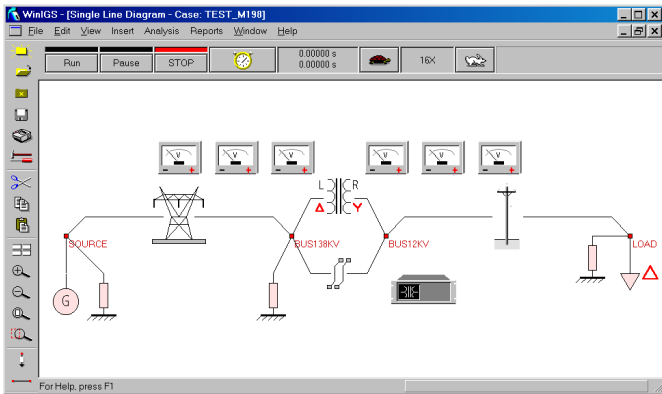 WinIGS - [Single Line Diagram - Case: TEST_M198]
File Edit View Insert Analysis Reports Window Help
Run Pause STOP 0.00000 s 16X
0.00000 s
V V V V V V
L R
SOURCE BUS138KV BUS12KV LOAD
G
For Help, press F1